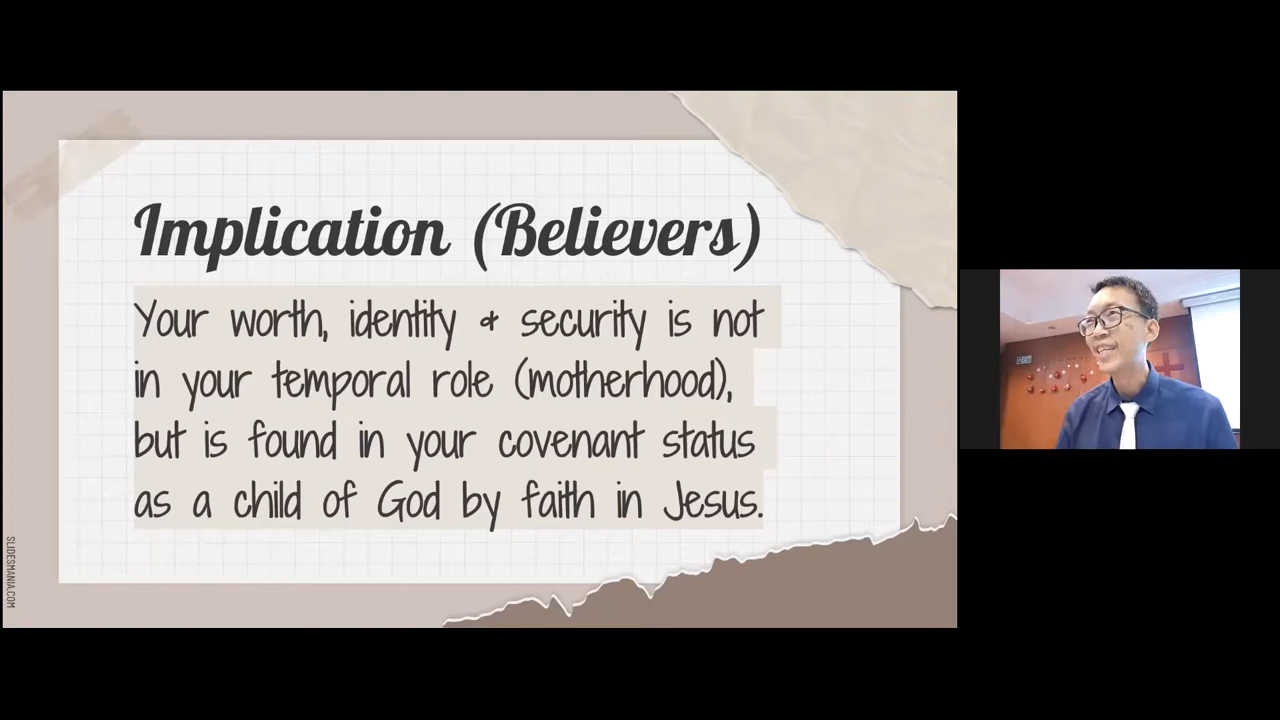 Implication (Believers)
Your worth, identity & security is not
in your temporal role (motherhood),
but is found in your covenant status
as a child of God by faith in Jesus.
SLIDESMANIA.COM